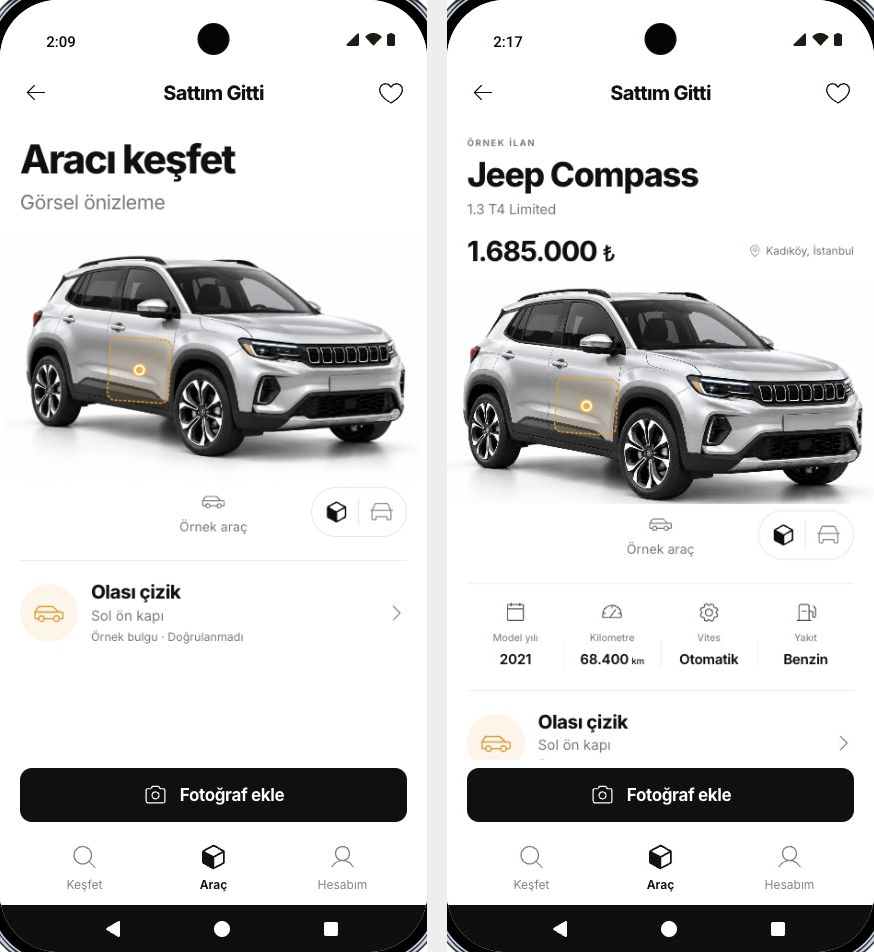 2:09
Sattım Gitti
Aracı keşfet
Görsel önizleme
Örnek araç
Olası çizik
Sol ön kapı
Örnek bulgu · Doğrulanmadı
Fotoğraf ekle
Keşfet
Araç
Hesabım
2:17
Sattım Gitti
ÖRNEK İLAN
Jeep Compass
1.3 T4 Limited
1.685.000 ₺
Kadıköy, İstanbul
Örnek araç
Model yılı
Kilometre
Vites
Yakıt
2021
68.400 km
Otomatik
Benzin
Olası çizik
Sol ön kapı
Fotoğraf ekle
Keşfet
Araç
Hesabım